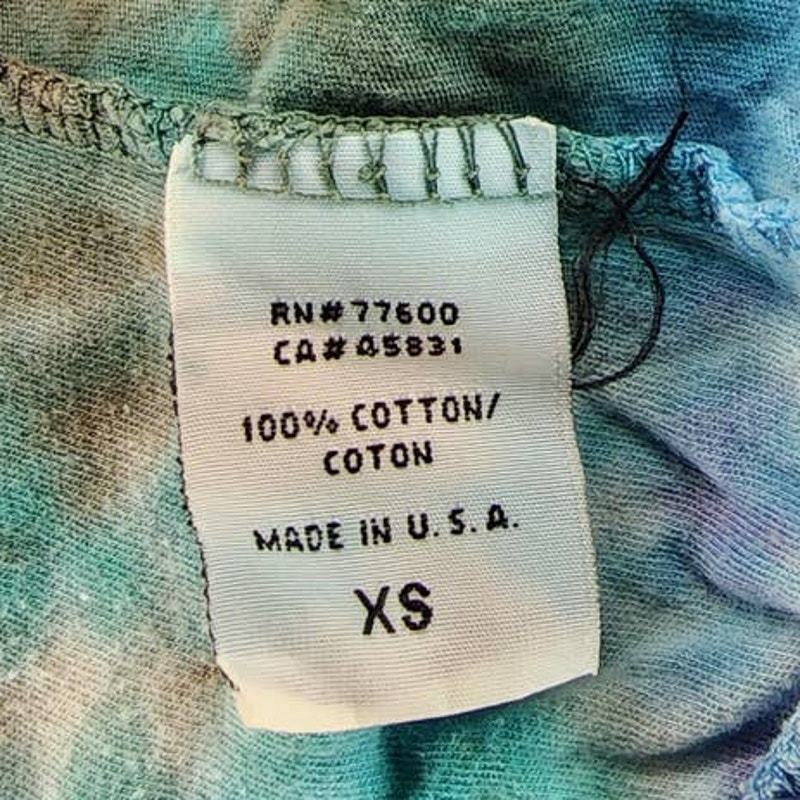 RN#77600
CA#45831
100% COTTON/
COTON
MADE IN U.S.A.
XS